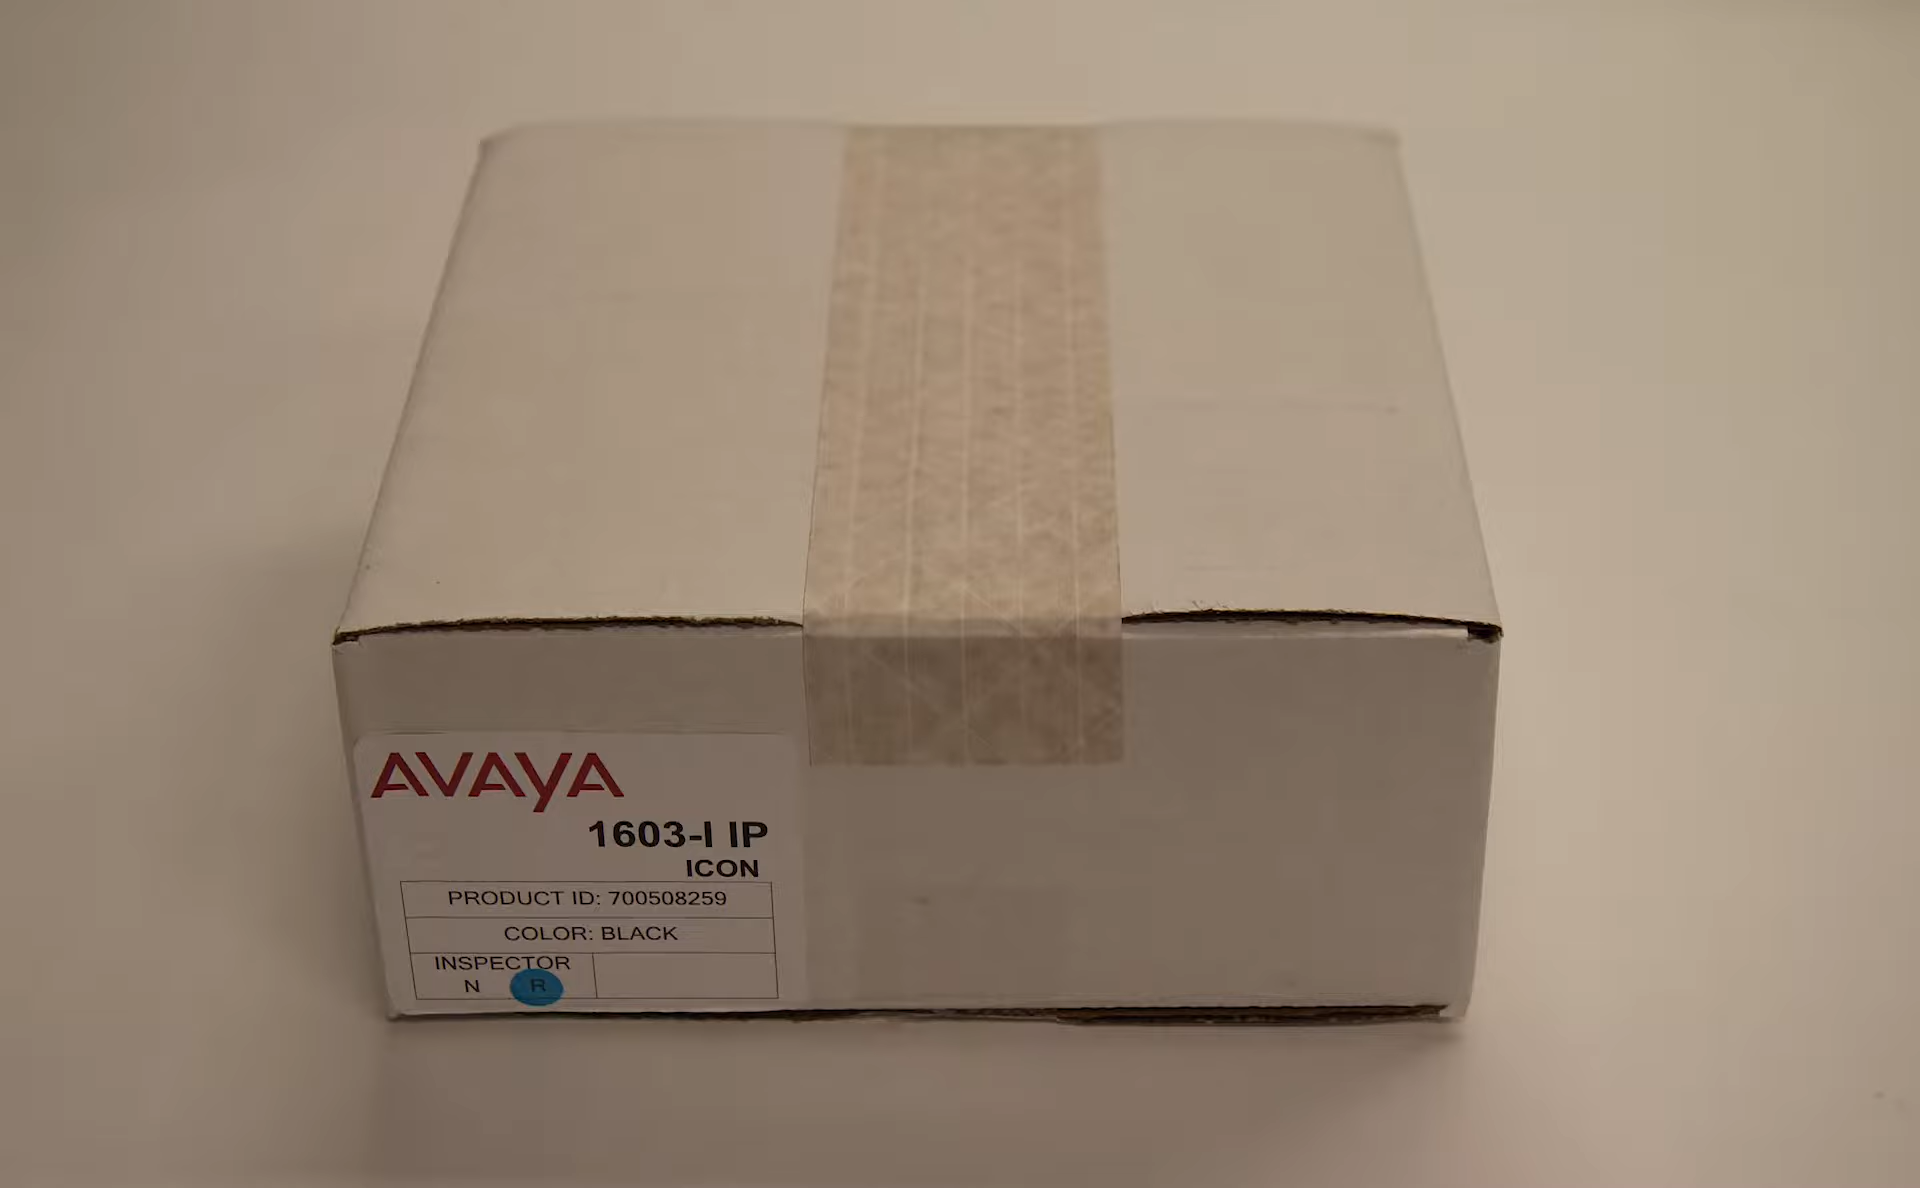 AVAYA
1603-I IP
ICON
PRODUCT ID: 700508259
COLOR: BLACK
INSPECTOR
N R